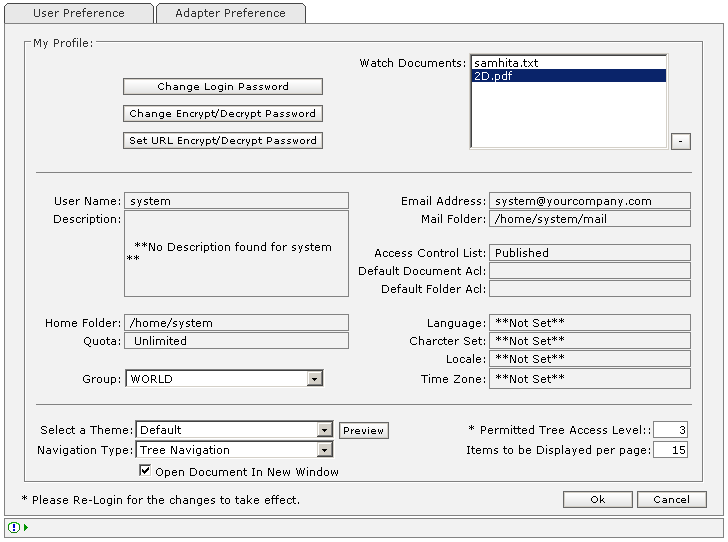 User Preference
Adapter Preference
My Profile:
Watch Documents:
samhita.txt
2D.pdf
Change Login Password
Change Encrypt/Decrypt Password
Set URL Encrypt/Decrypt Password
-
User Name: system
Email Address: system@yourcompany.com
Description:
**No Description found for system
**
Mail Folder: /home/system/mail
Access Control List: Published
Default Document Acl:
Default Folder Acl:
Home Folder: /home/system
Language: **Not Set**
Quota: Unlimited
Charcter Set: **Not Set**
Locale: **Not Set**
Group: WORLD
Time Zone: **Not Set**
Select a Theme: Default
Preview
* Permitted Tree Access Level:: 3
Navigation Type: Tree Navigation
Items to be Displayed per page: 15
Open Document In New Window
* Please Re-Login for the changes to take effect.
Ok
Cancel